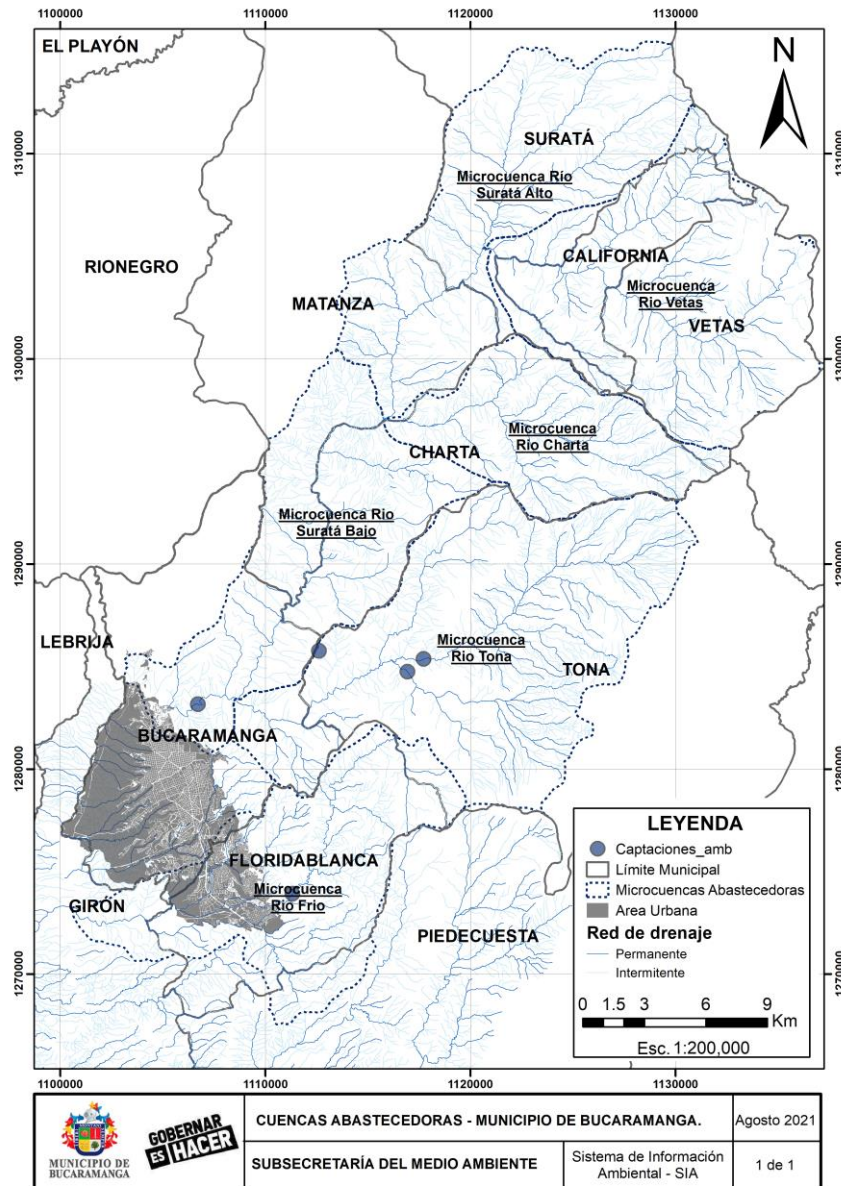 1100000 1110000 1120000 1130000
EL PLAYÓN
N
SURATÁ
1310000 1310000
Microcuenca Río
Suratá Alto
RIONEGRO
CALIFORNIA
MATANZA
Microcuenca
Rio Vetas
VETAS
1300000 1300000
CHARTA
Microcuenca
Rio Charta
Microcuenca Rio
Suratá Bajo
1290000 1290000
LEBRIJA
Microcuenca
Rio Tona
TONA
BUCARAMANGA
1280000 1280000
FLORIDABLANCA
Microcuenca
Rio Frio
GIRÓN
PIEDECUESTA
1270000 1270000
LEYENDA
Captaciones_amb
Límite Municipal
Microcuencas Abastecedoras
Area Urbana
Red de drenaje
Permanente
Intermitente
0 1.5 3 6 9
Km
Esc. 1:200,000
1100000 1110000 1120000 1130000
MUNICIPIO DE
BUCARAMANGA
GOBERNAR
ES HACER
CUENCAS ABASTECEDORAS - MUNICIPIO DE BUCARAMANGA.
Agosto 2021
SUBSECRETARÍA DEL MEDIO AMBIENTE
Sistema de Información
Ambiental - SIA
1 de 1